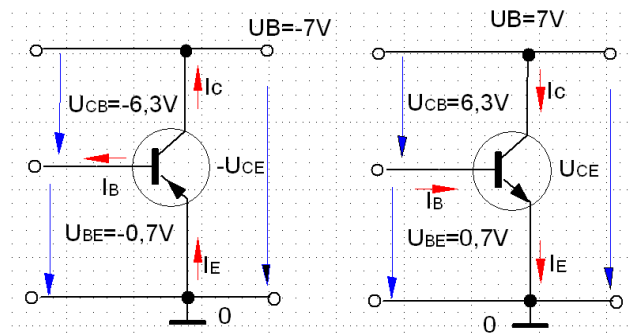 UB=-7V
UB=7V
IC
IC
UCB=-6,3V
UCB=6,3V
-UCE
UCE
IB
IB
UBE=-0,7V
UBE=0,7V
IE
IE
0
0